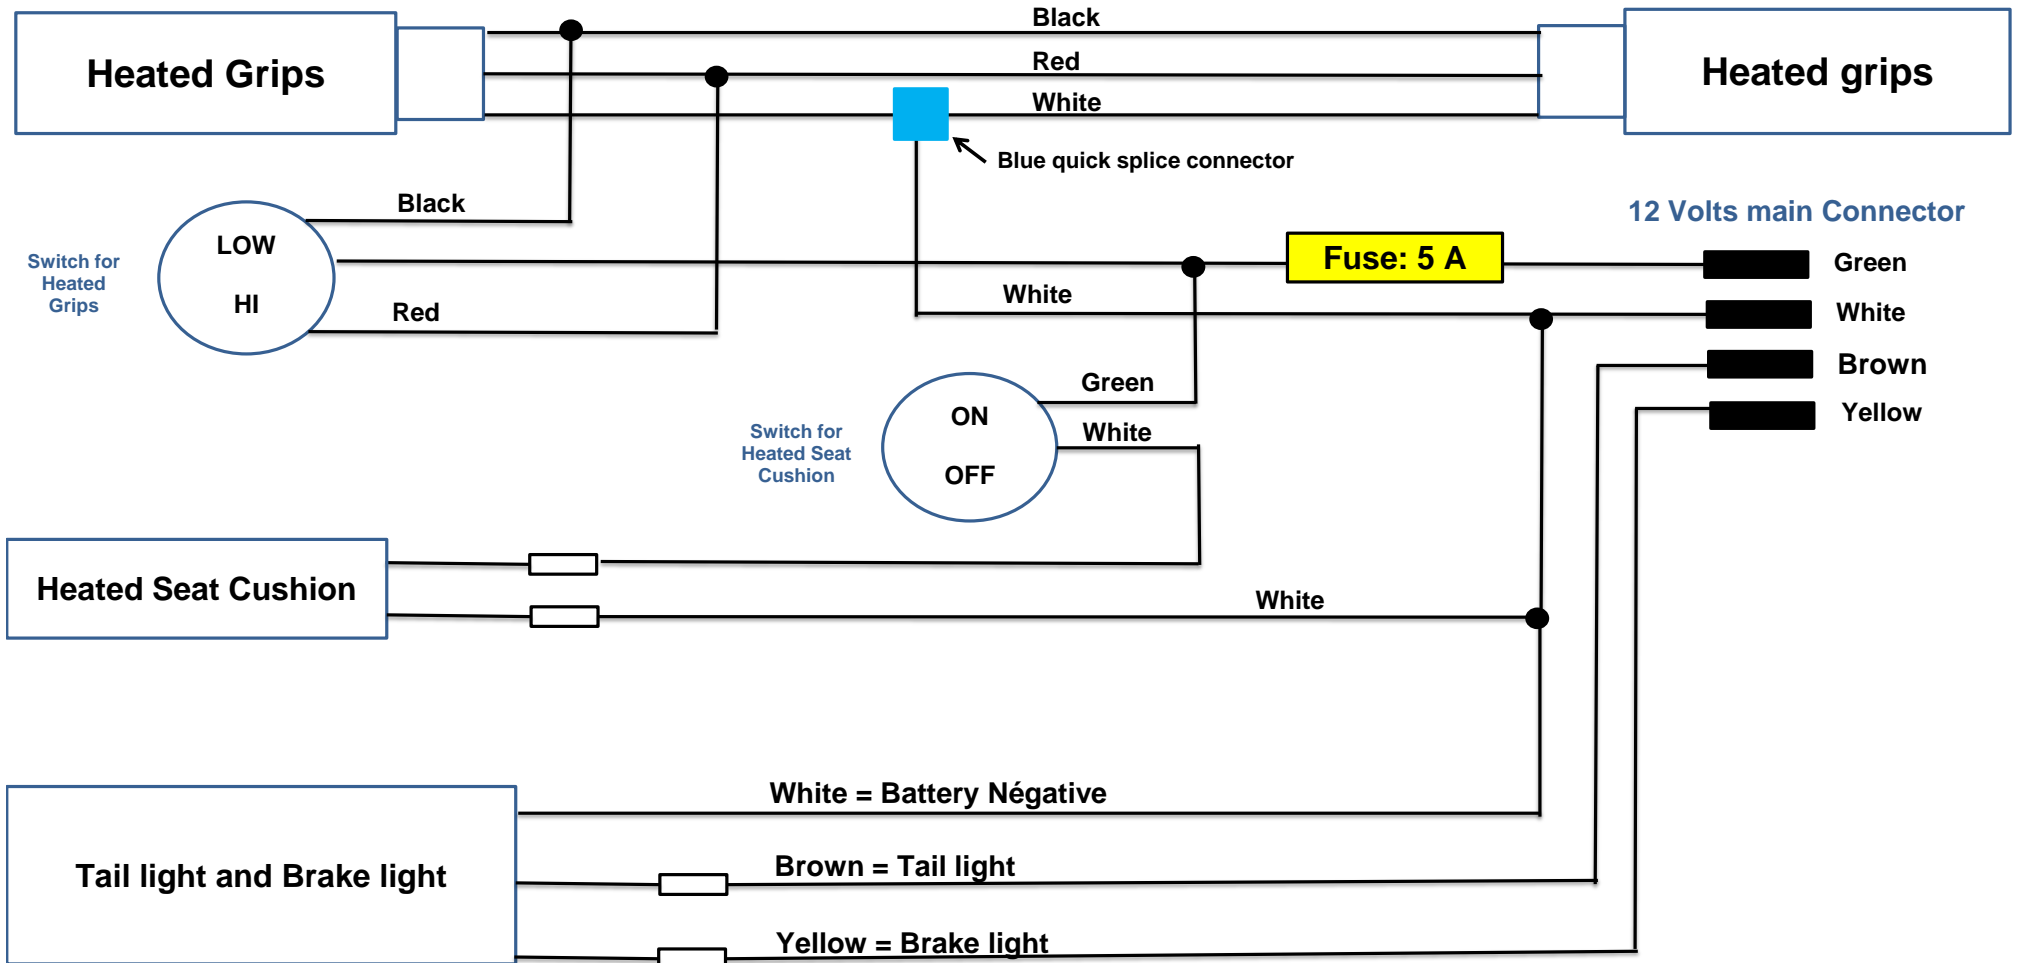 Black
Heated Grips
Red
Heated grips
White
Blue quick splice connector
Black
12 Volts main Connector
LOW
Switch for
Heated
Grips
HI
Fuse: 5 A
Green
White
Red
White
Brown
Green
Yellow
ON
White
Switch for
Heated Seat
Cushion
OFF
Heated Seat Cushion
White
White = Battery Négative
Brown = Tail light
Tail light and Brake light
Yellow = Brake light